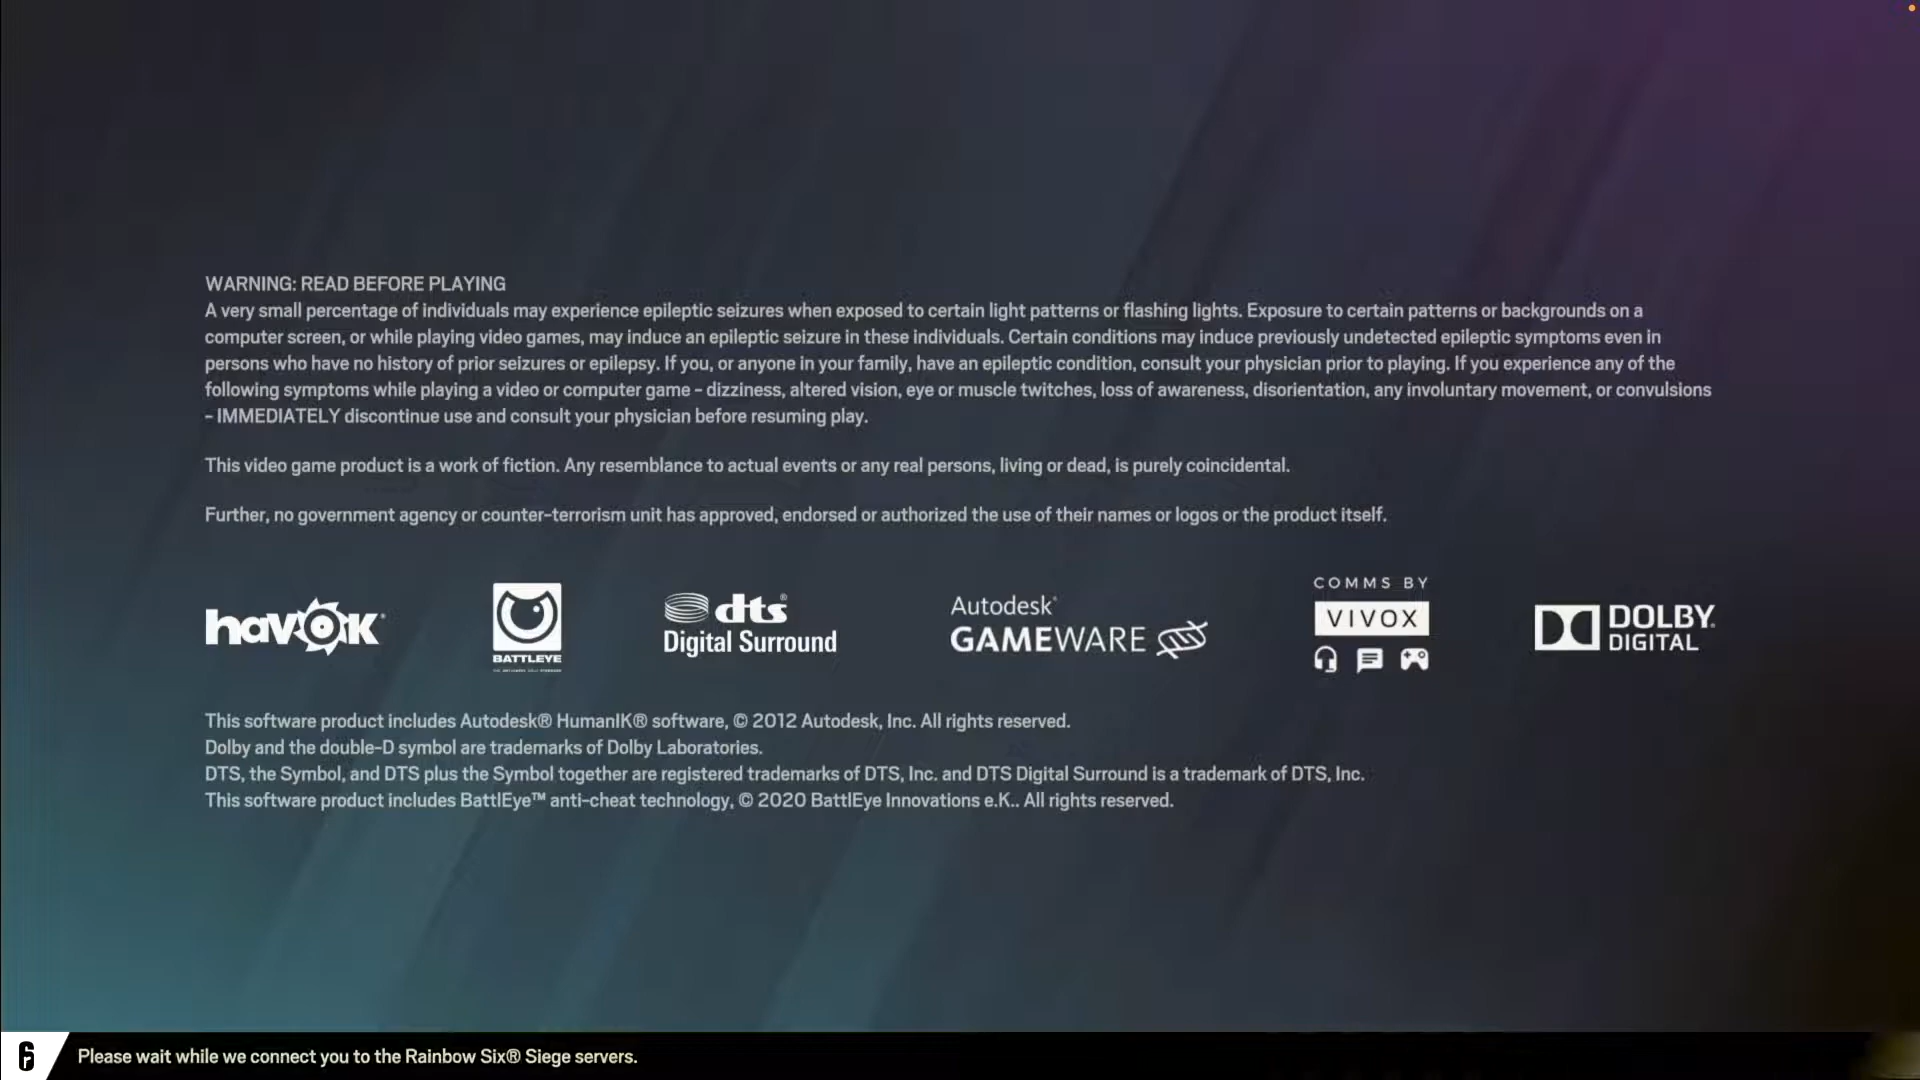 WARNING: READ BEFORE PLAYING
A very small percentage of individuals may experience epileptic seizures when exposed to certain light patterns or flashing lights. Exposure to certain patterns or backgrounds on a
computer screen, or while playing video games, may induce an epileptic seizure in these individuals. Certain conditions may induce previously undetected epileptic symptoms even in
persons who have no history of prior seizures or epilepsy. If you, or anyone in your family, have an epileptic condition, consult your physician prior to playing. If you experience any of the
following symptoms while playing a video or computer game – dizziness, altered vision, eye or muscle twitches, loss of awareness, disorientation, any involuntary movement, or convulsions
– IMMEDIATELY discontinue use and consult your physician before resuming play.
This video game product is a work of fiction. Any resemblance to actual events or any real persons, living or dead, is purely coincidental.
Further, no government agency or counter-terrorism unit has approved, endorsed or authorized the use of their names or logos or the product itself.
havok
BATTLEYE
dts®
Digital Surround
Autodesk®
GAMEWARE
COMMS BY
VIVOX
DOLBY®
DIGITAL
This software product includes Autodesk® HumanIK® software, © 2012 Autodesk, Inc. All rights reserved.
Dolby and the double-D symbol are trademarks of Dolby Laboratories.
DTS, the Symbol, and DTS plus the Symbol together are registered trademarks of DTS, Inc. and DTS Digital Surround is a trademark of DTS, Inc.
This software product includes BattlEye™ anti-cheat technology, © 2020 BattlEye Innovations e.K.. All rights reserved.
6 Please wait while we connect you to the Rainbow Six® Siege servers.